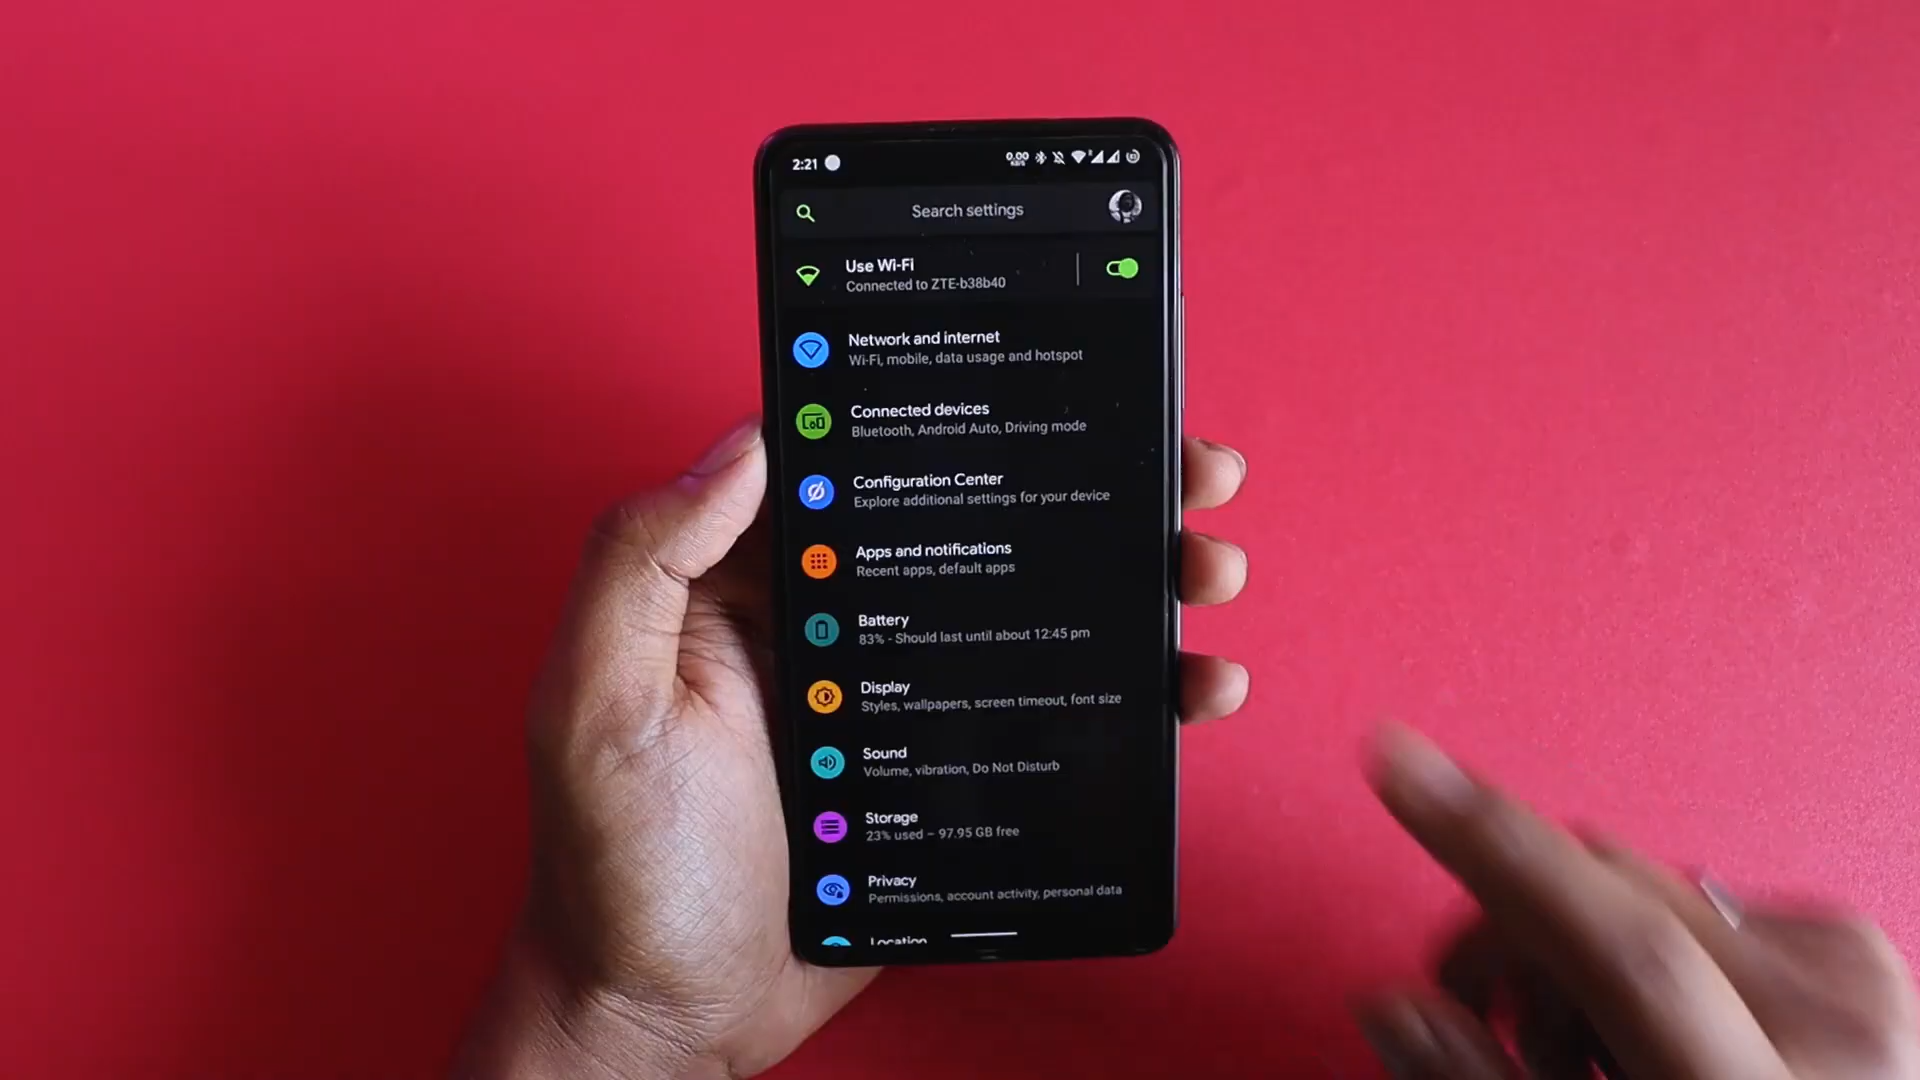 2:21
0.00
KB/S
Search settings
Use Wi-Fi
Connected to ZTE-b38b40
Network and internet
Wi-Fi, mobile, data usage and hotspot
Connected devices
Bluetooth, Android Auto, Driving mode
Configuration Center
Explore additional settings for your device
Apps and notifications
Recent apps, default apps
Battery
83% - Should last until about 12:45 pm
Display
Styles, wallpapers, screen timeout, font size
Sound
Volume, vibration, Do Not Disturb
Storage
23% used – 97.95 GB free
Privacy
Permissions, account activity, personal data
Location